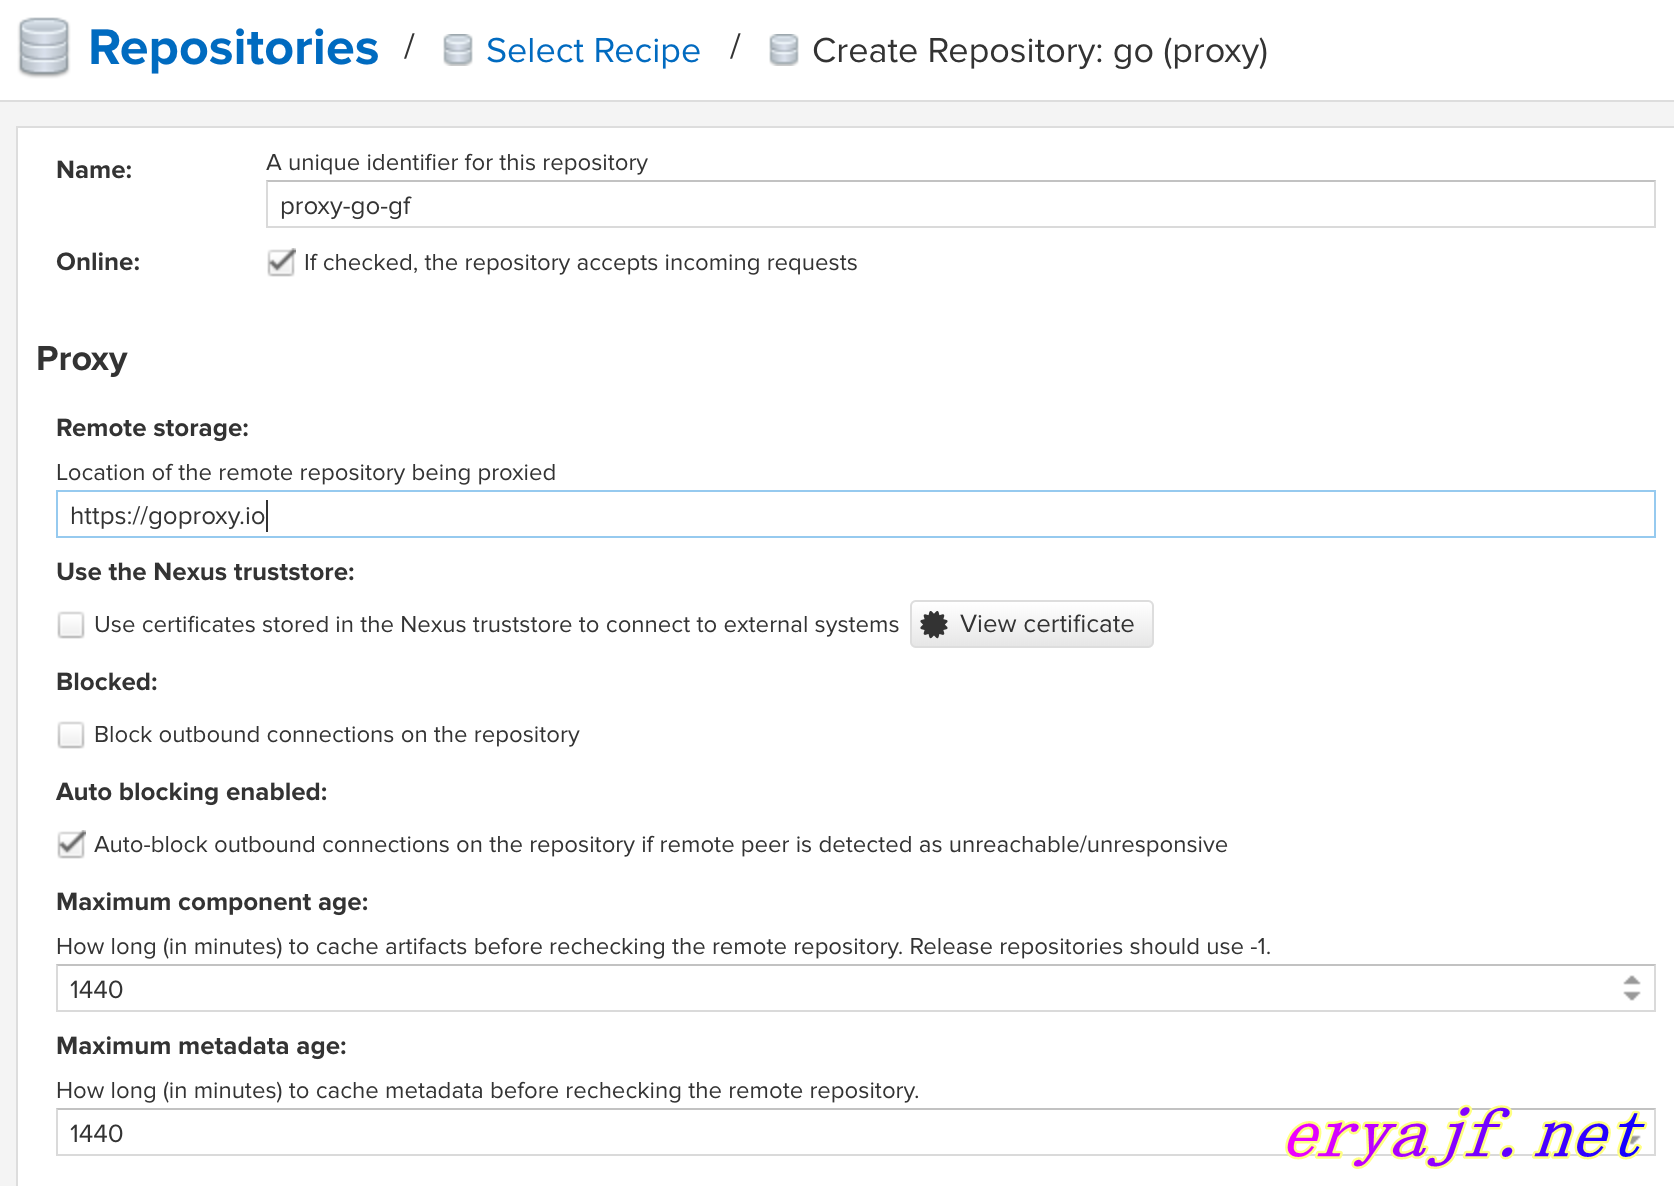 Repositories / Select Recipe / Create Repository: go (proxy)
Name:
A unique identifier for this repository
proxy-go-gf
Online:
If checked, the repository accepts incoming requests
Proxy
Remote storage:
Location of the remote repository being proxied
https://goproxy.io
Use the Nexus truststore:
Use certificates stored in the Nexus truststore to connect to external systems View certificate
Blocked:
Block outbound connections on the repository
Auto blocking enabled:
Auto-block outbound connections on the repository if remote peer is detected as unreachable/unresponsive
Maximum component age:
How long (in minutes) to cache artifacts before rechecking the remote repository. Release repositories should use -1.
1440
Maximum metadata age:
How long (in minutes) to cache metadata before rechecking the remote repository.
1440
eryajf.net